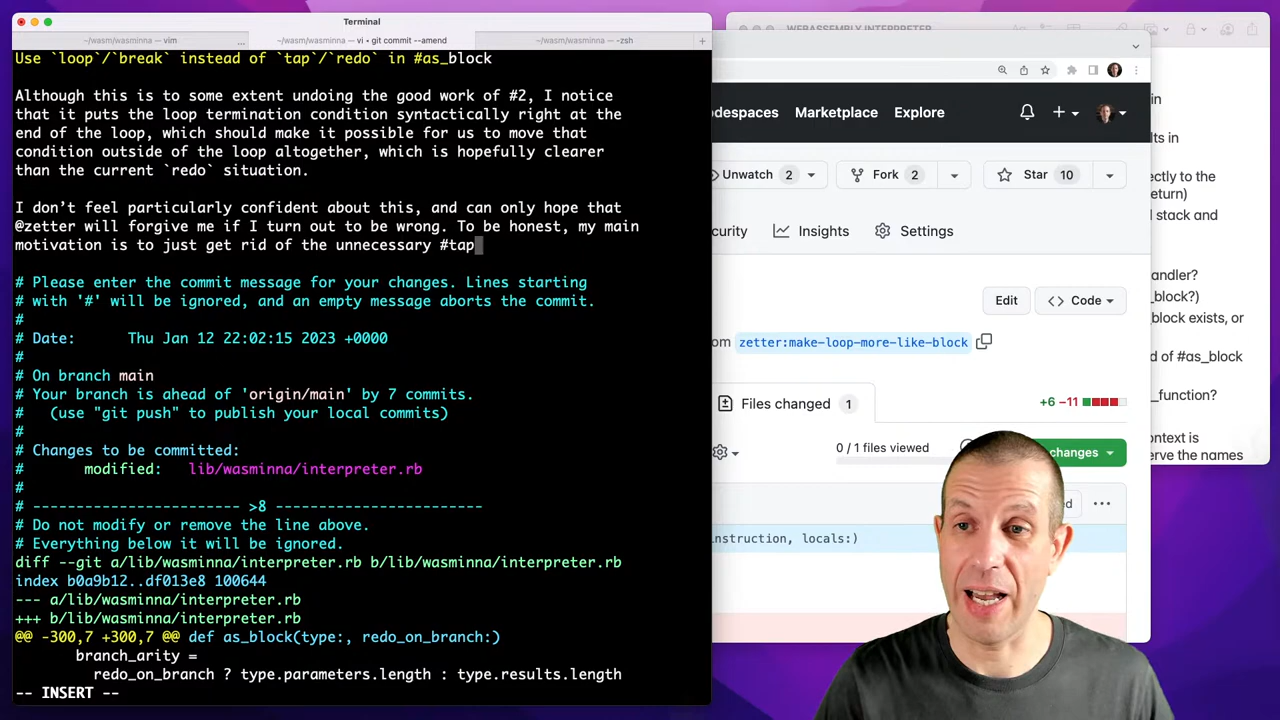 Terminal
WEBASSEMBLY INTERPRETER
~/wasm/wasminna — vim
...
~/wasm/wasminna — vi • git commit --amend
~/wasm/wasminna — -zsh
Use `loop`/`break` instead of `tap`/`redo` in #as_block
Although this is to some extent undoing the good work of #2, I notice
that it puts the loop termination condition syntactically right at the
end of the loop, which should make it possible for us to move that
condition outside of the loop altogether, which is hopefully clearer
than the current `redo` situation.
I don’t feel particularly confident about this, and can only hope that
@zetter will forgive me if I turn out to be wrong. To be honest, my main
motivation is to just get rid of the unnecessary #tap
# Please enter the commit message for your changes. Lines starting
# with '#' will be ignored, and an empty message aborts the commit.
#
# Date:      Thu Jan 12 22:02:15 2023 +0000
#
# On branch main
# Your branch is ahead of 'origin/main' by 7 commits.
#   (use "git push" to publish your local commits)
#
# Changes to be committed:
#       modified:   lib/wasminna/interpreter.rb
#
# ------------------------ >8 ------------------------
# Do not modify or remove the line above.
# Everything below it will be ignored.
diff --git a/lib/wasminna/interpreter.rb b/lib/wasminna/interpreter.rb
index b0a9b12..df013e8 100644
--- a/lib/wasminna/interpreter.rb
+++ b/lib/wasminna/interpreter.rb
@@ -300,7 +300,7 @@ def as_block(type:, redo_on_branch:)
branch_arity =
redo_on_branch ? type.parameters.length : type.results.length
-- INSERT --
despaces Marketplace Explore
Unwatch 2 Fork 2 Star 10
curity Insights Settings
Edit Code
om zetter:make-loop-more-like-block
Files changed 1 +6 −11
0 / 1 files viewed
changes
ed
instruction, locals:)
in
lts in
ectly to the
eturn)
d stack and
andler?
_block?)
_block exists, or
d of #as_block
_function?
ontext is
erve the names